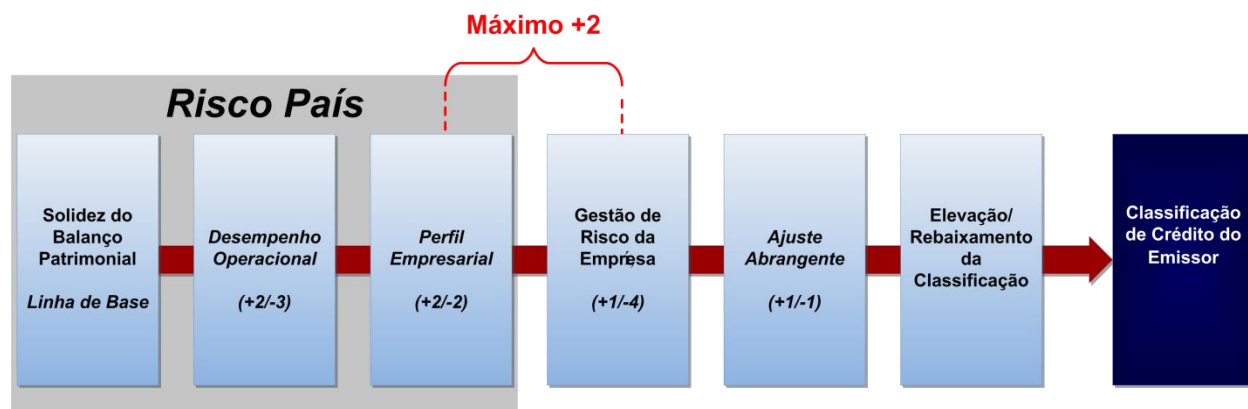 Máximo +2
Risco País
Solidez do
Balanço
Patrimonial
Linha de Base
Desempenho
Operacional
(+2/-3)
Perfil
Empresarial
(+2/-2)
Gestão de
Risco da
Empresa
(+1/-4)
Ajuste
Abrangente
(+1/-1)
Elevação/
Rebaixamento
da
Classificação
Classificação
de Crédito do
Emissor